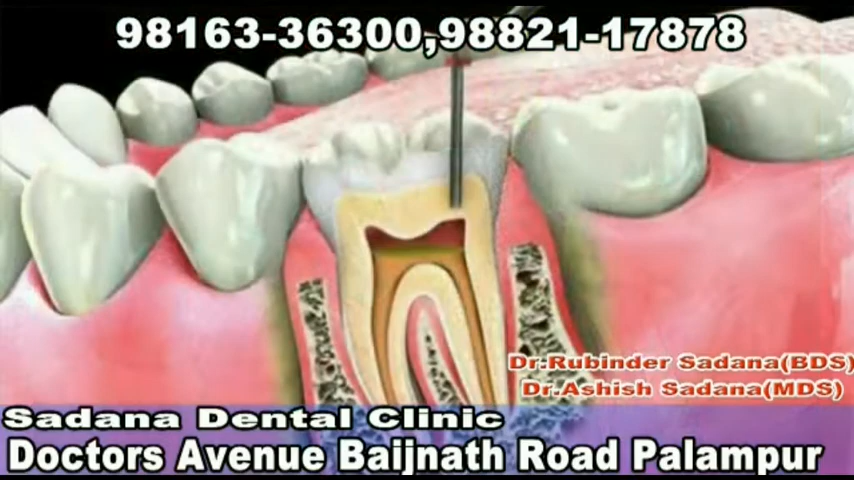 98163-36300,98821-17878
Dr.Rubinder Sadana(BDS)
Dr.Ashish Sadana(MDS)
Sadana Dental Clinic
Doctors Avenue Baijnath Road Palampur